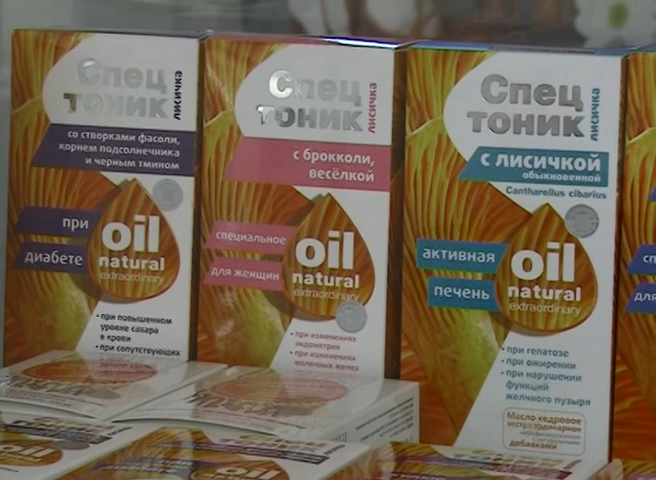 Спец
тоник
лисичка
со створками фасоли,
корнем подсолнечника
и черным тмином
при
диабете
oil
natural
extraordinary
• при повышенном
уровне сахара
в крови
• при сопутствующих
Спец
тоник
лисичка
с брокколи,
весёлкой
специальное
для женщин
oil
natural
extraordinary
• при изменениях
эндометрия
• при изменениях
молочных желез
Спец
тоник
лисичка
с лисичкой
обыкновенной
Cantharellus cibarius
активная
печень
oil
natural
extraordinary
• при гепатозе
• при ожирении
• при нарушении
функций
желчного пузыря
Масло кедровое
экстраординарное
добавками
oil